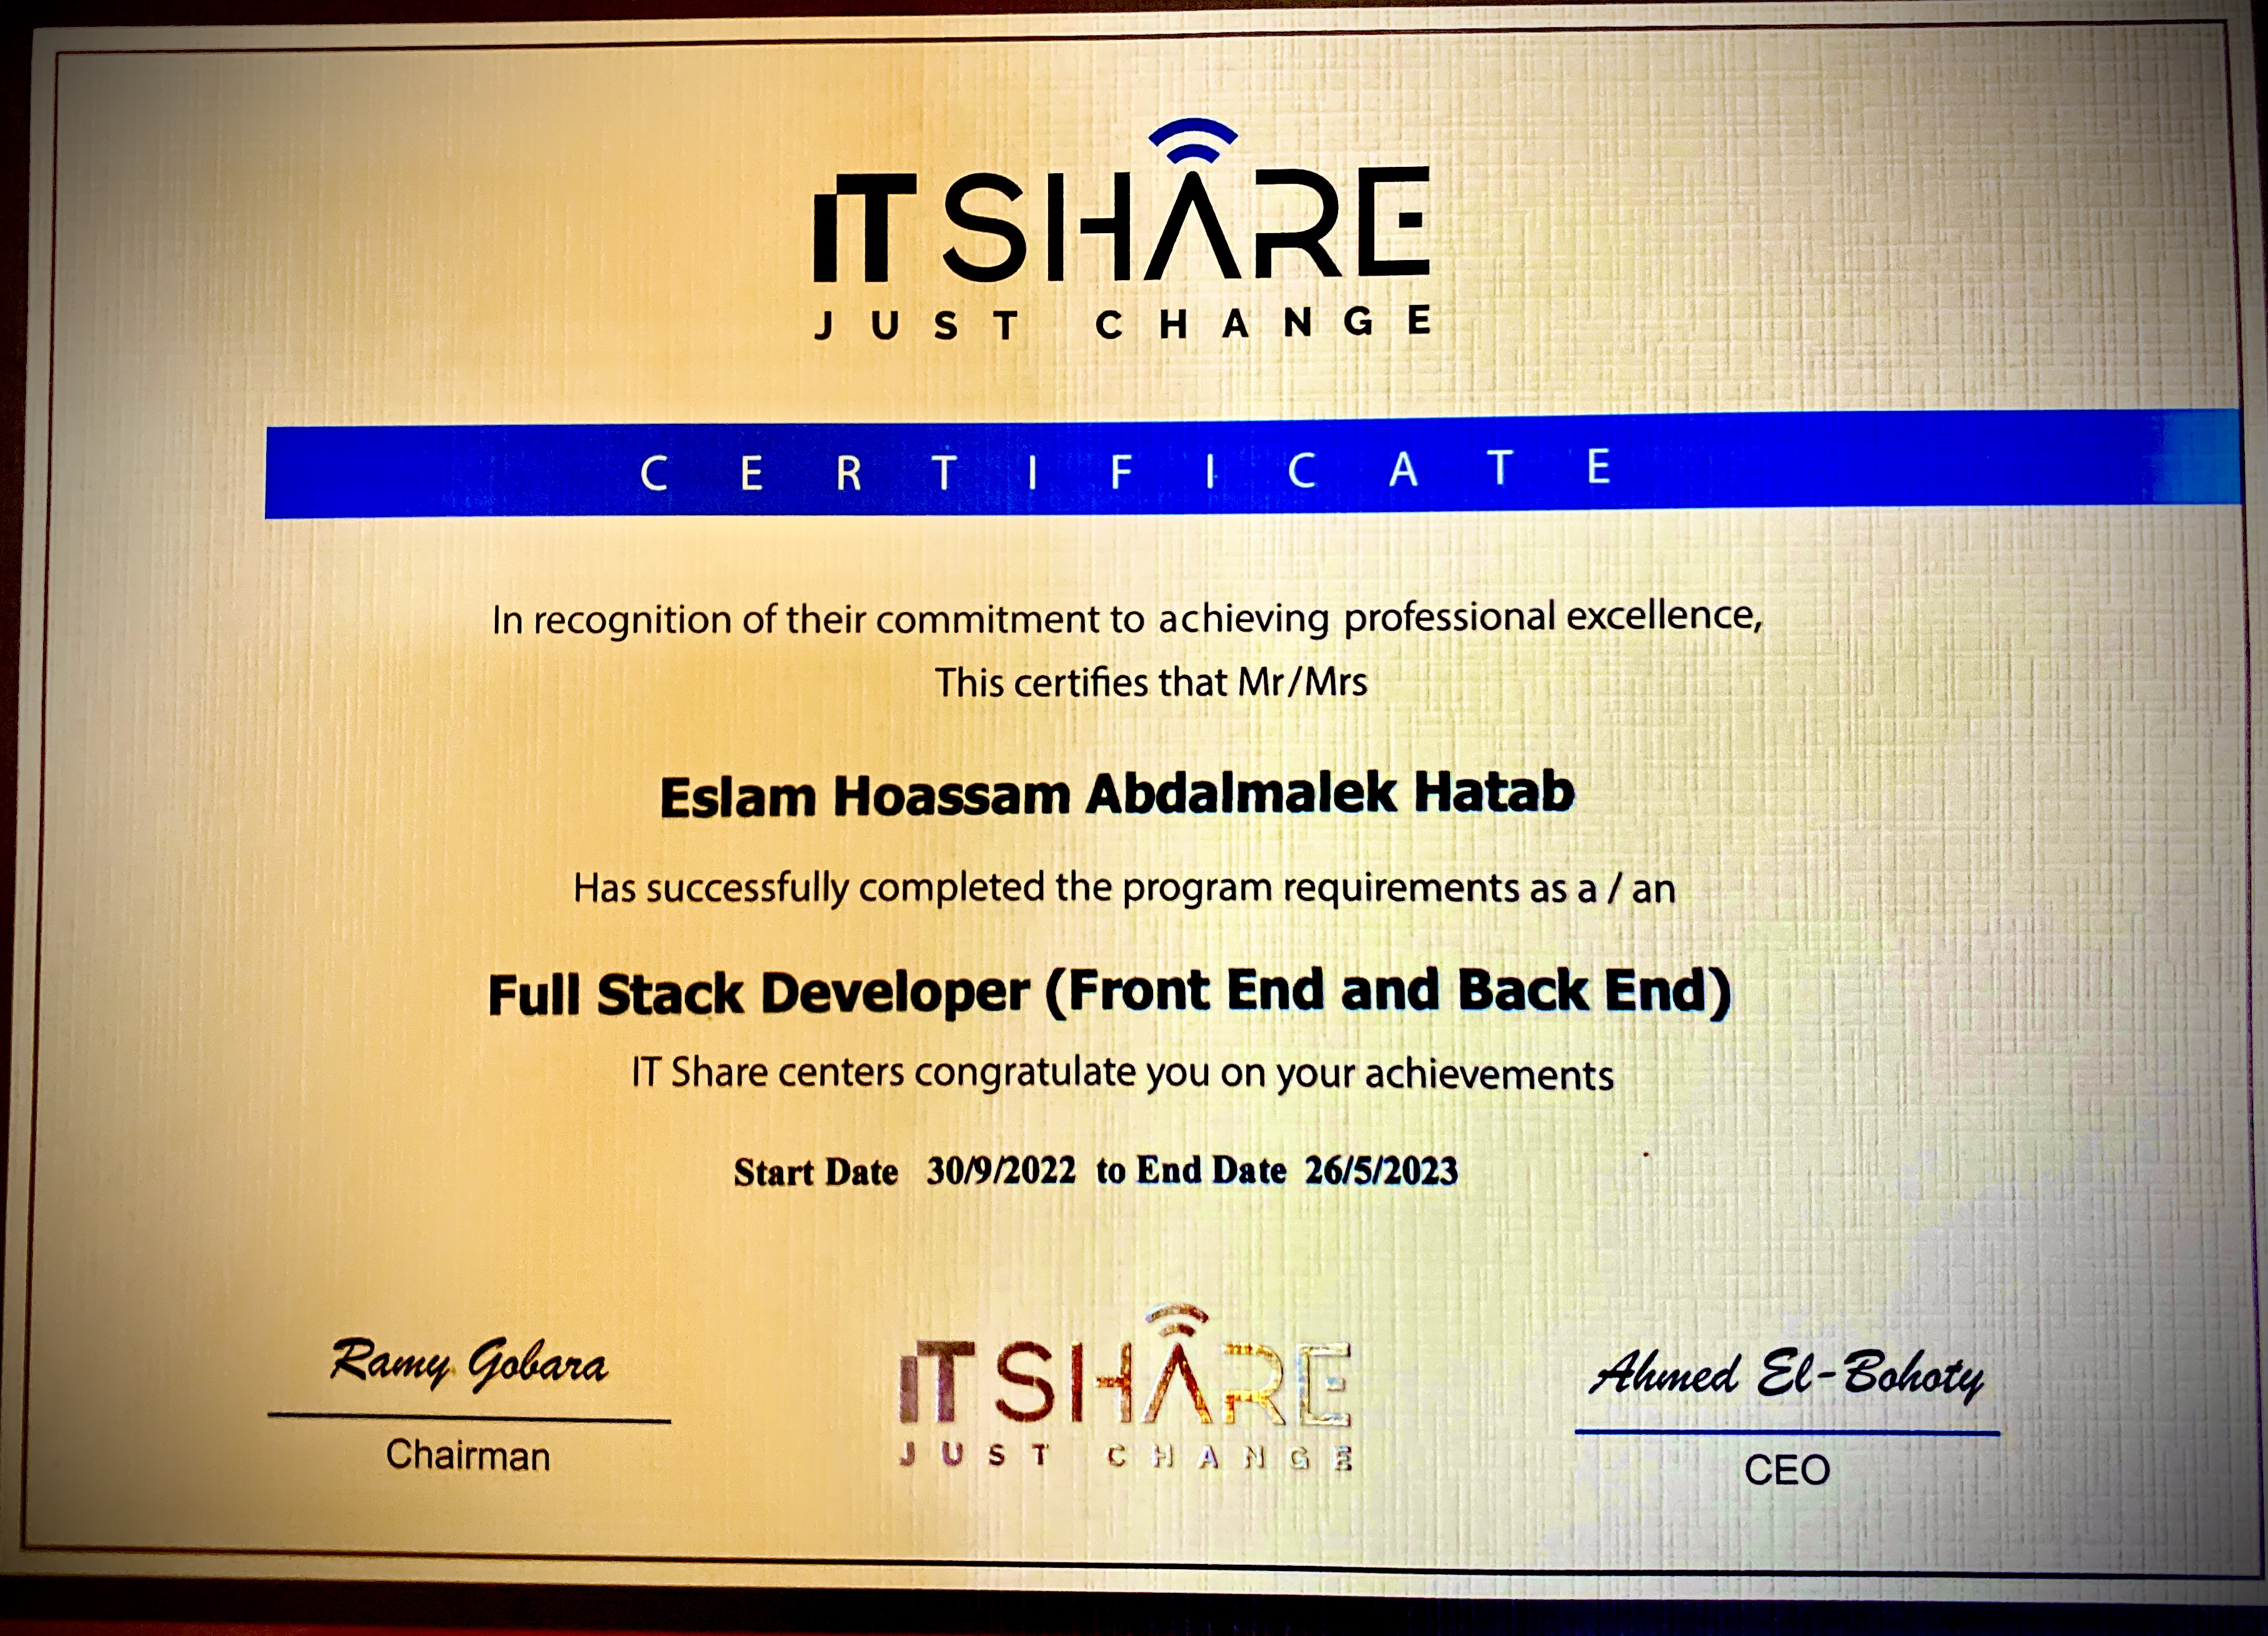 IT SHARE
JUST CHANGE
CERTIFICATE
In recognition of their commitment to achieving professional excellence,
This certifies that Mr/Mrs
Eslam Hoassam Abdalmalek Hatab
Has successfully completed the program requirements as a / an
Full Stack Developer (Front End and Back End)
IT Share centers congratulate you on your achievements
Start Date 30/9/2022 to End Date 26/5/2023
Ramy Gobara
Chairman
IT SHARE
JUST CHANGE
Ahmed El-Bohoty
CEO